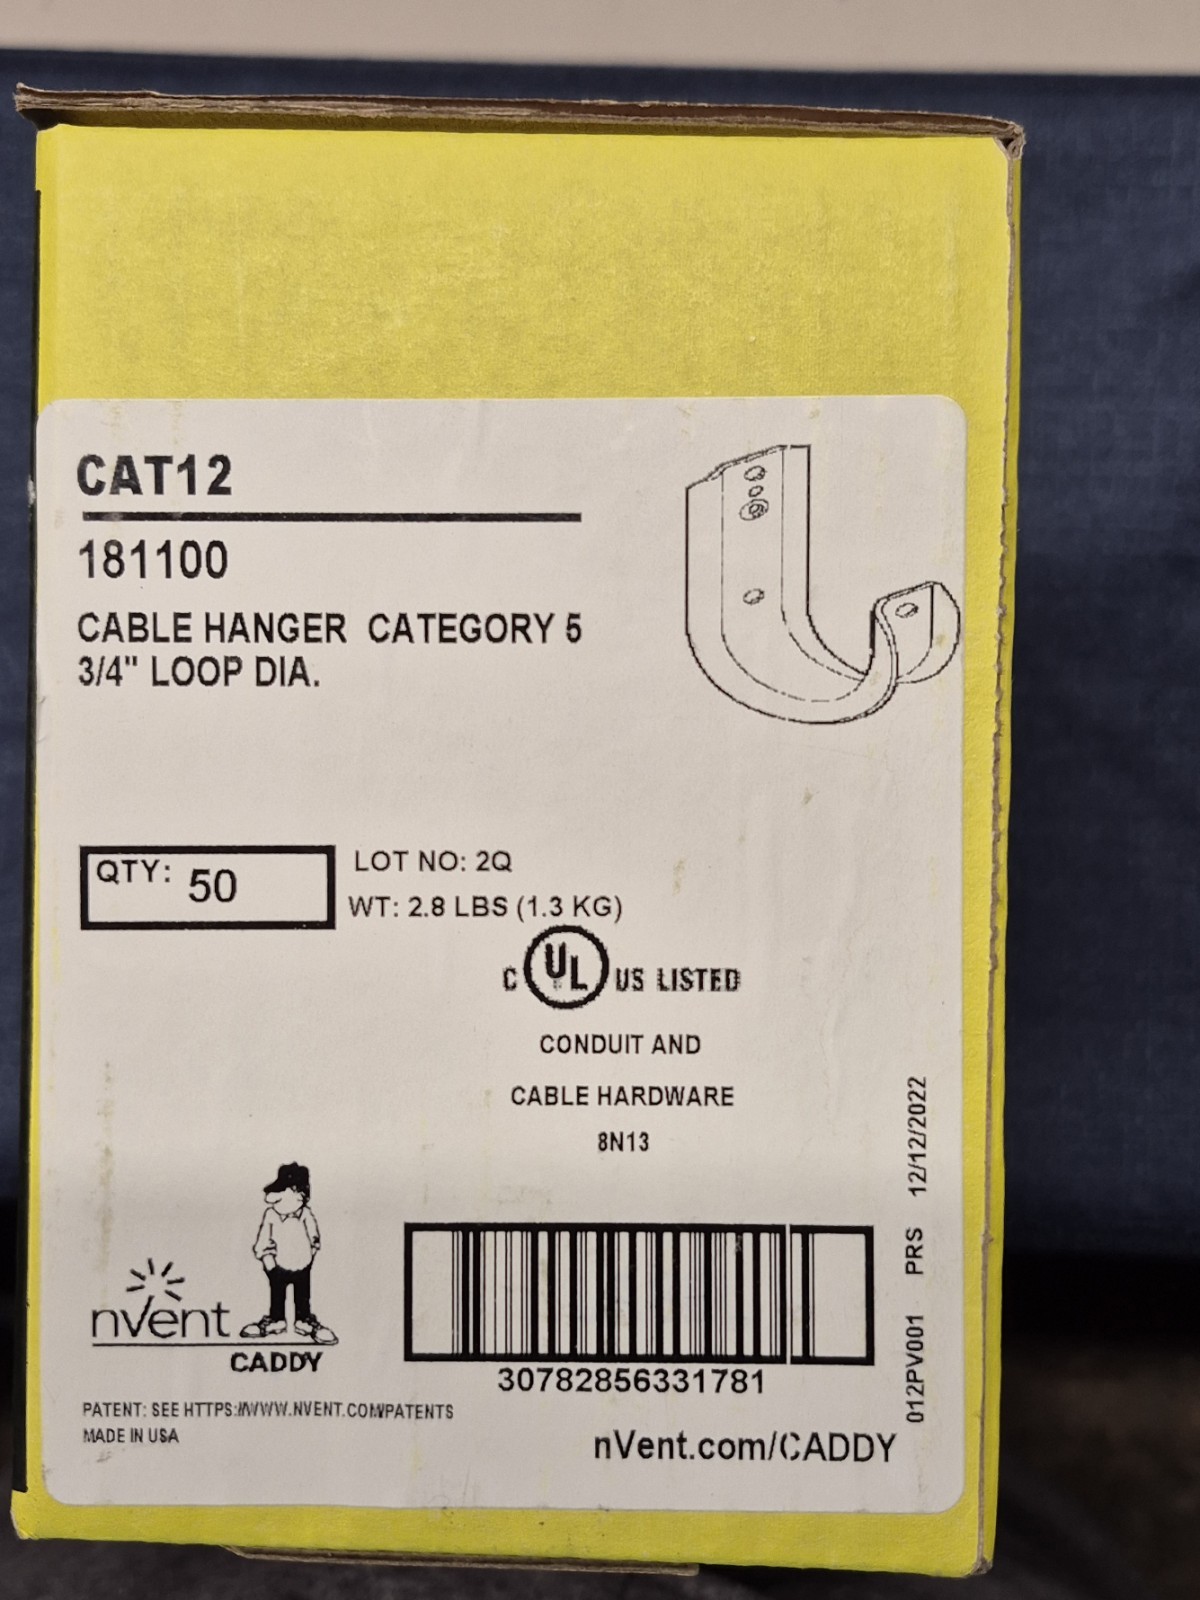 CAT12
181100
CABLE HANGER CATEGORY 5
3/4" LOOP DIA.
QTY: 50
LOT NO: 2Q
WT: 2.8 LBS (1.3 KG)
C UL US LISTED
CONDUIT AND
CABLE HARDWARE
8N13
nVent
CADDY
30782856331781
PATENT: SEE HTTPS://WWW.NVENT.COM/PATENTS
MADE IN USA
nVent.com/CADDY
012PV001 PRS 12/12/2022